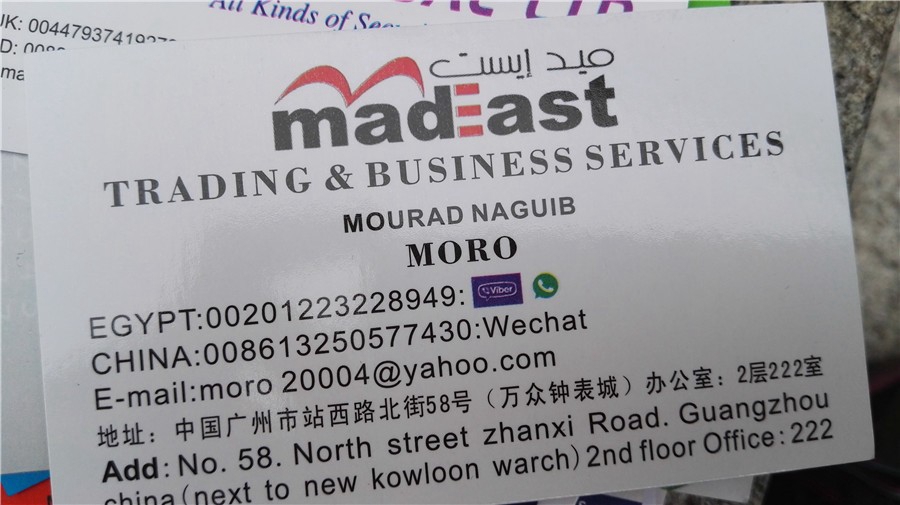 All Kinds of
UK: 00447937419
ميد إيست
madEast
TRADING & BUSINESS SERVICES
MOURAD NAGUIB
MORO
EGYPT:00201223228949: Viber
CHINA:008613250577430:Wechat
E-mail:moro 20004@yahoo.com
地址：中国广州市站西路北街58号（万众钟表城）办公室：2层222室
Add: No. 58. North street zhanxi Road. Guangzhou
china(next to new kowloon warch) 2nd floor Office: 222